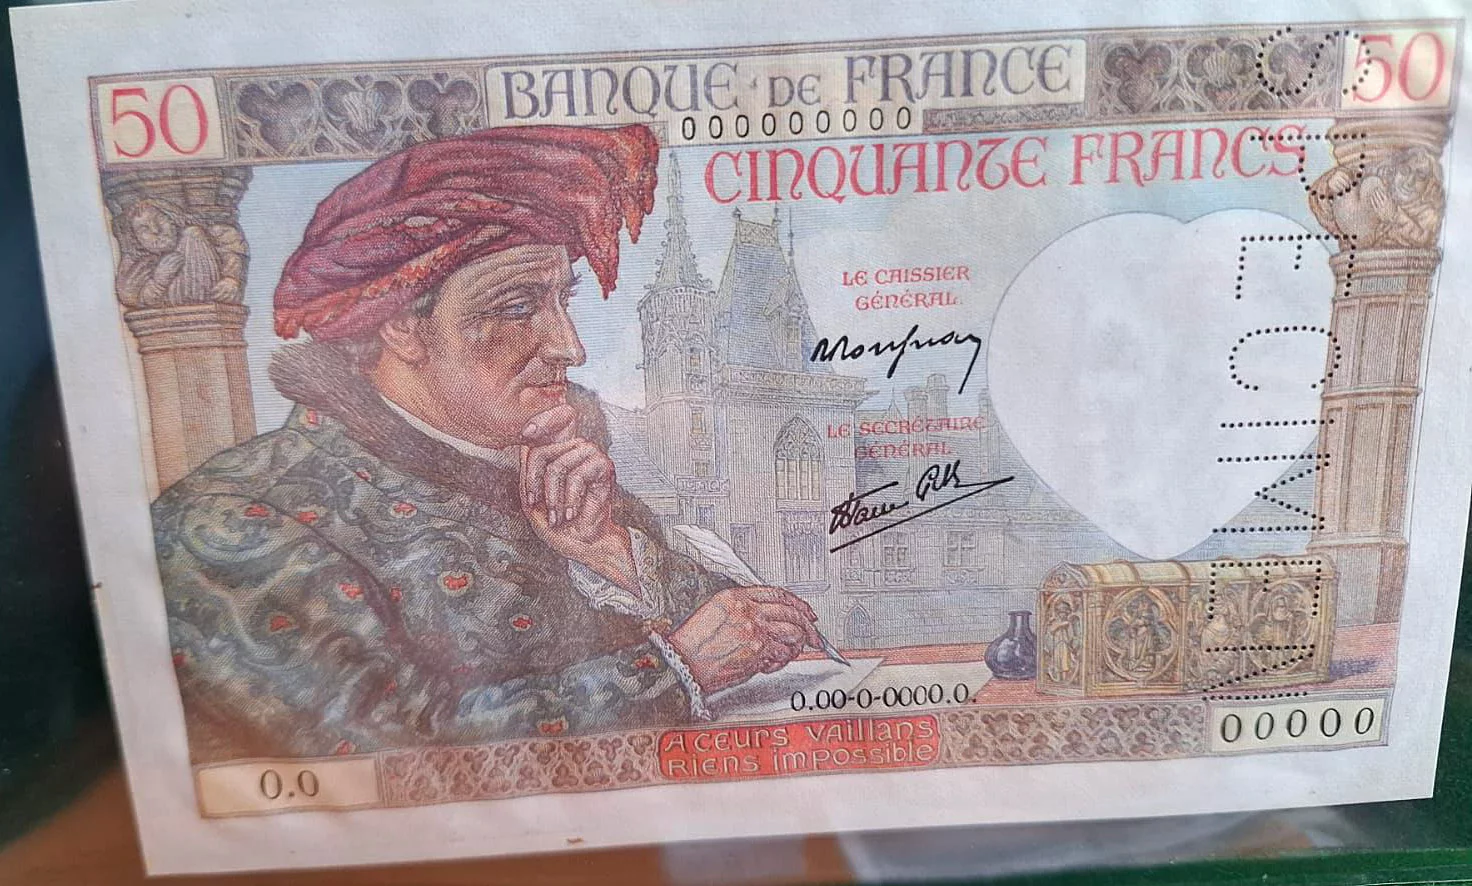 50
BANQUE DE FRANCE
50
000000000
CINQUANTE FRANCS
LE CAISSIER
GÉNÉRAL
LE SECRÉTAIRE
GÉNÉRAL
SPECIMEN
0.00-0-0000.0.
A CEURS VAILLANS
RIENS IMPOSSIBLE
00000
0.0